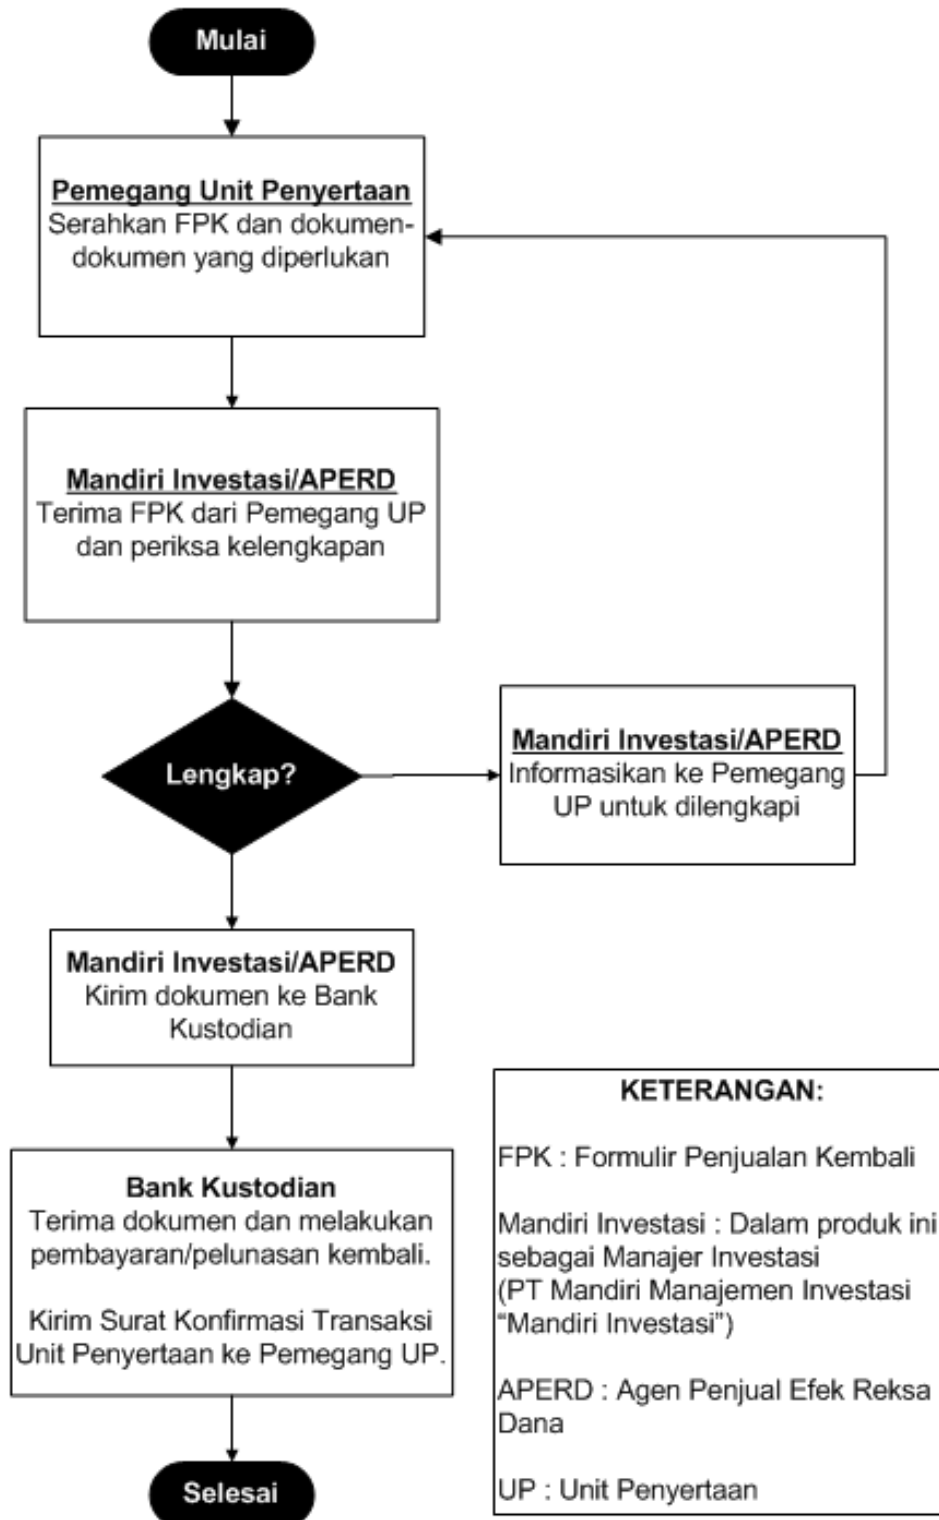 Mulai
Pemegang Unit Penyertaan
Serahkan FPK dan dokumen-
dokumen yang diperlukan
Mandiri Investasi/APERD
Terima FPK dari Pemegang UP
dan periksa kelengkapan
Lengkap?
Mandiri Investasi/APERD
Informasikan ke Pemegang
UP untuk dilengkapi
Mandiri Investasi/APERD
Kirim dokumen ke Bank
Kustodian
Bank Kustodian
Terima dokumen dan melakukan
pembayaran/pelunasan kembali.
Kirim Surat Konfirmasi Transaksi
Unit Penyertaan ke Pemegang UP.
Selesai
KETERANGAN:
FPK : Formulir Penjualan Kembali
Mandiri Investasi : Dalam produk ini
sebagai Manajer Investasi
(PT Mandiri Manajemen Investasi
“Mandiri Investasi”)
APERD : Agen Penjual Efek Reksa
Dana
UP : Unit Penyertaan